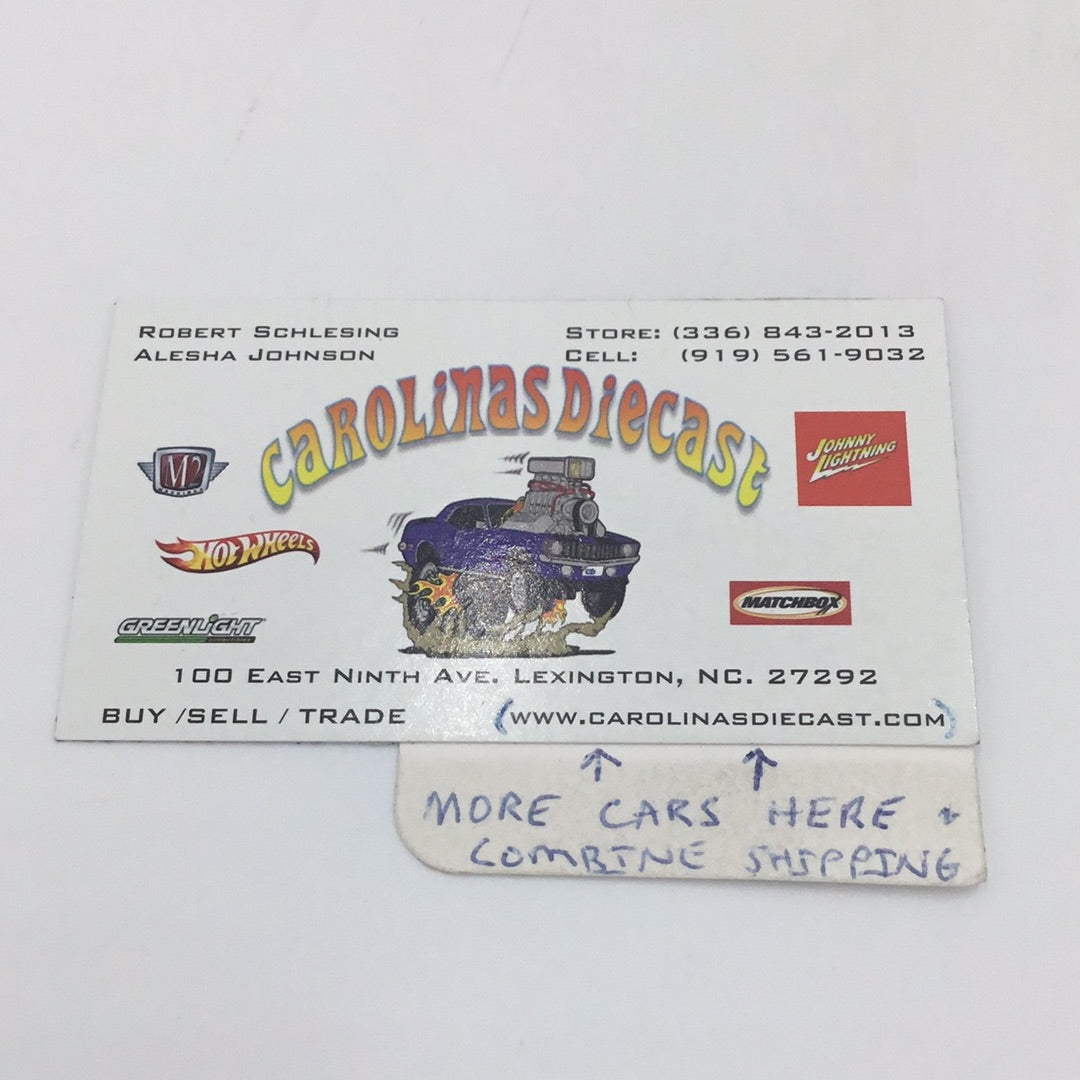 ROBERT SCHLESING
ALESHA JOHNSON
STORE: (336) 843-2013
CELL: (919) 561-9032
CAROLINAS DIECAST
M2
JOHNNY
LIGHTNING
HOT WHEELS
MATCHBOX
GREENLIGHT
100 EAST NINTH AVE. LEXINGTON, NC. 27292
BUY /SELL / TRADE
(WWW.CAROLINASDIECAST.COM)
↑ ↑
MORE CARS HERE +
COMBINE SHIPPING